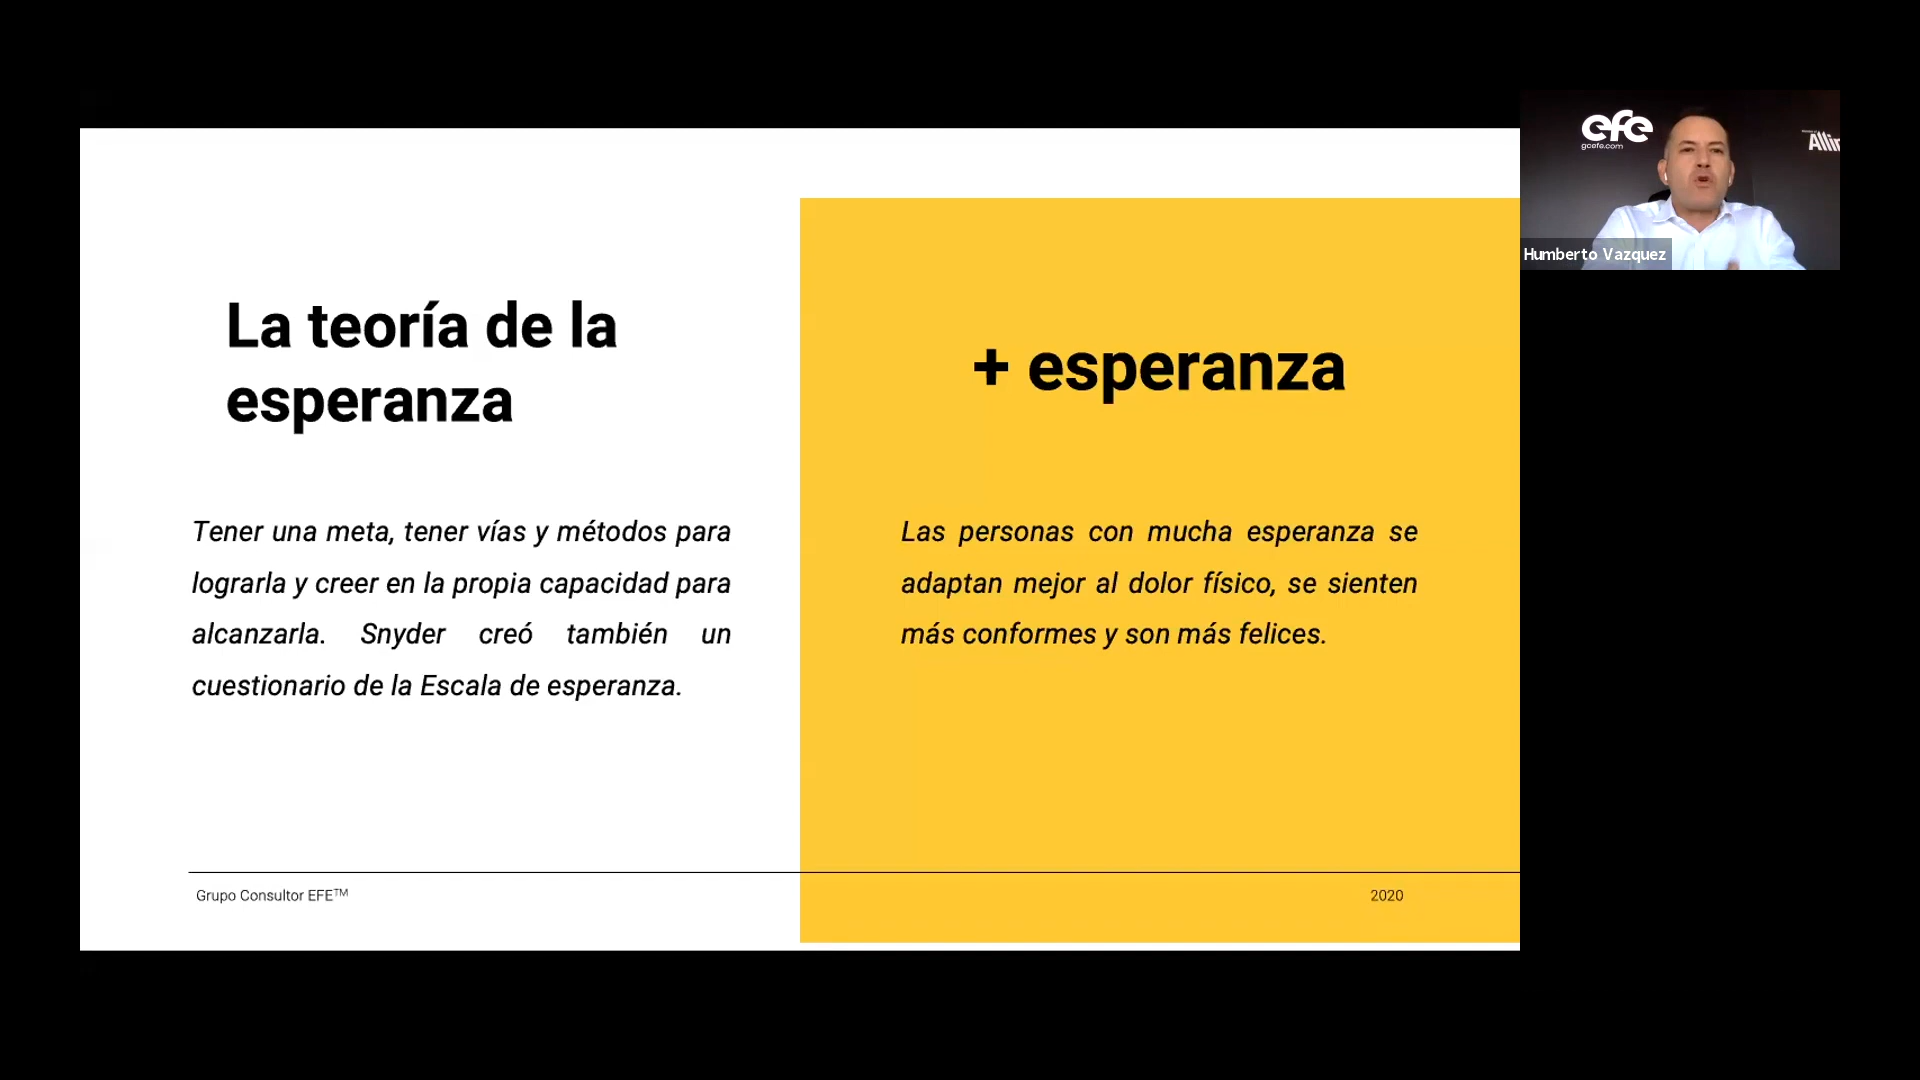 La teoría de la
esperanza
Tener una meta, tener vías y métodos para
lograrla y creer en la propia capacidad para
alcanzarla. Snyder creó también un
cuestionario de la Escala de esperanza.
+ esperanza
Las personas con mucha esperanza se
adaptan mejor al dolor físico, se sienten
más conformes y son más felices.
Grupo Consultor EFE™
2020
efe
gcefe.com
Humberto Vazquez